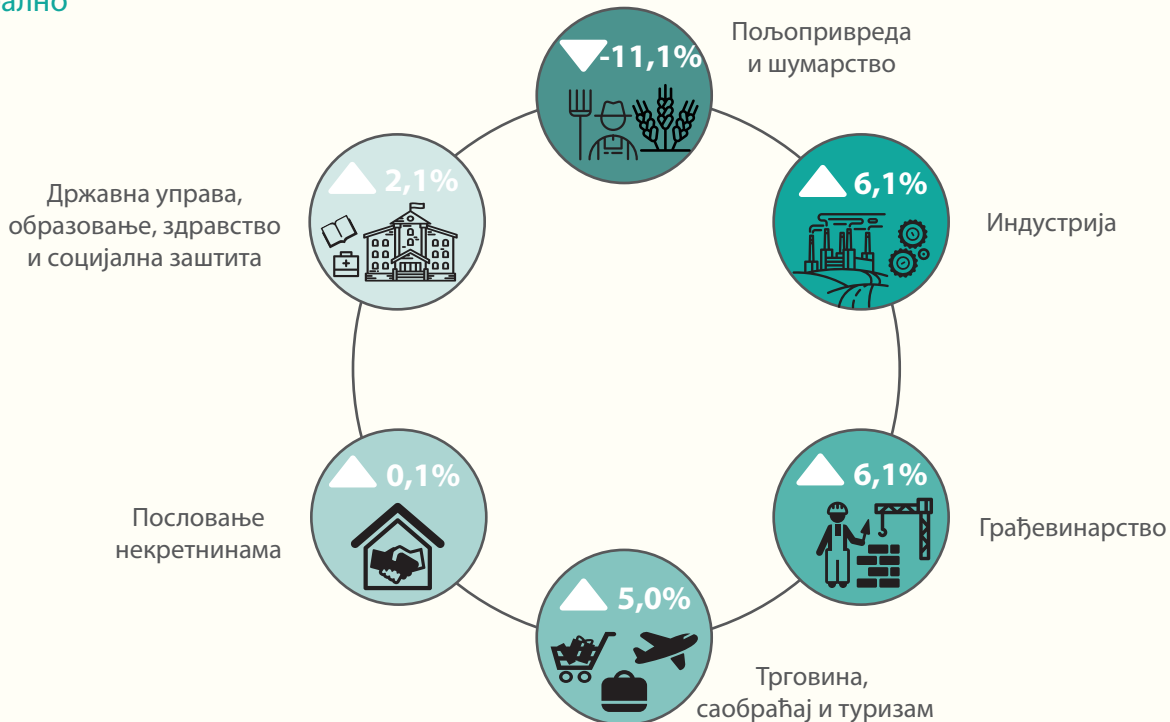 -11,1%
Пољопривреда
и шумарство
6,1%
Индустрија
6,1%
Грађевинарство
5,0%
Трговина,
саобраћај и туризам
0,1%
Пословање
некретнинама
2,1%
Државна управа,
образовање, здравство
и социјална заштита